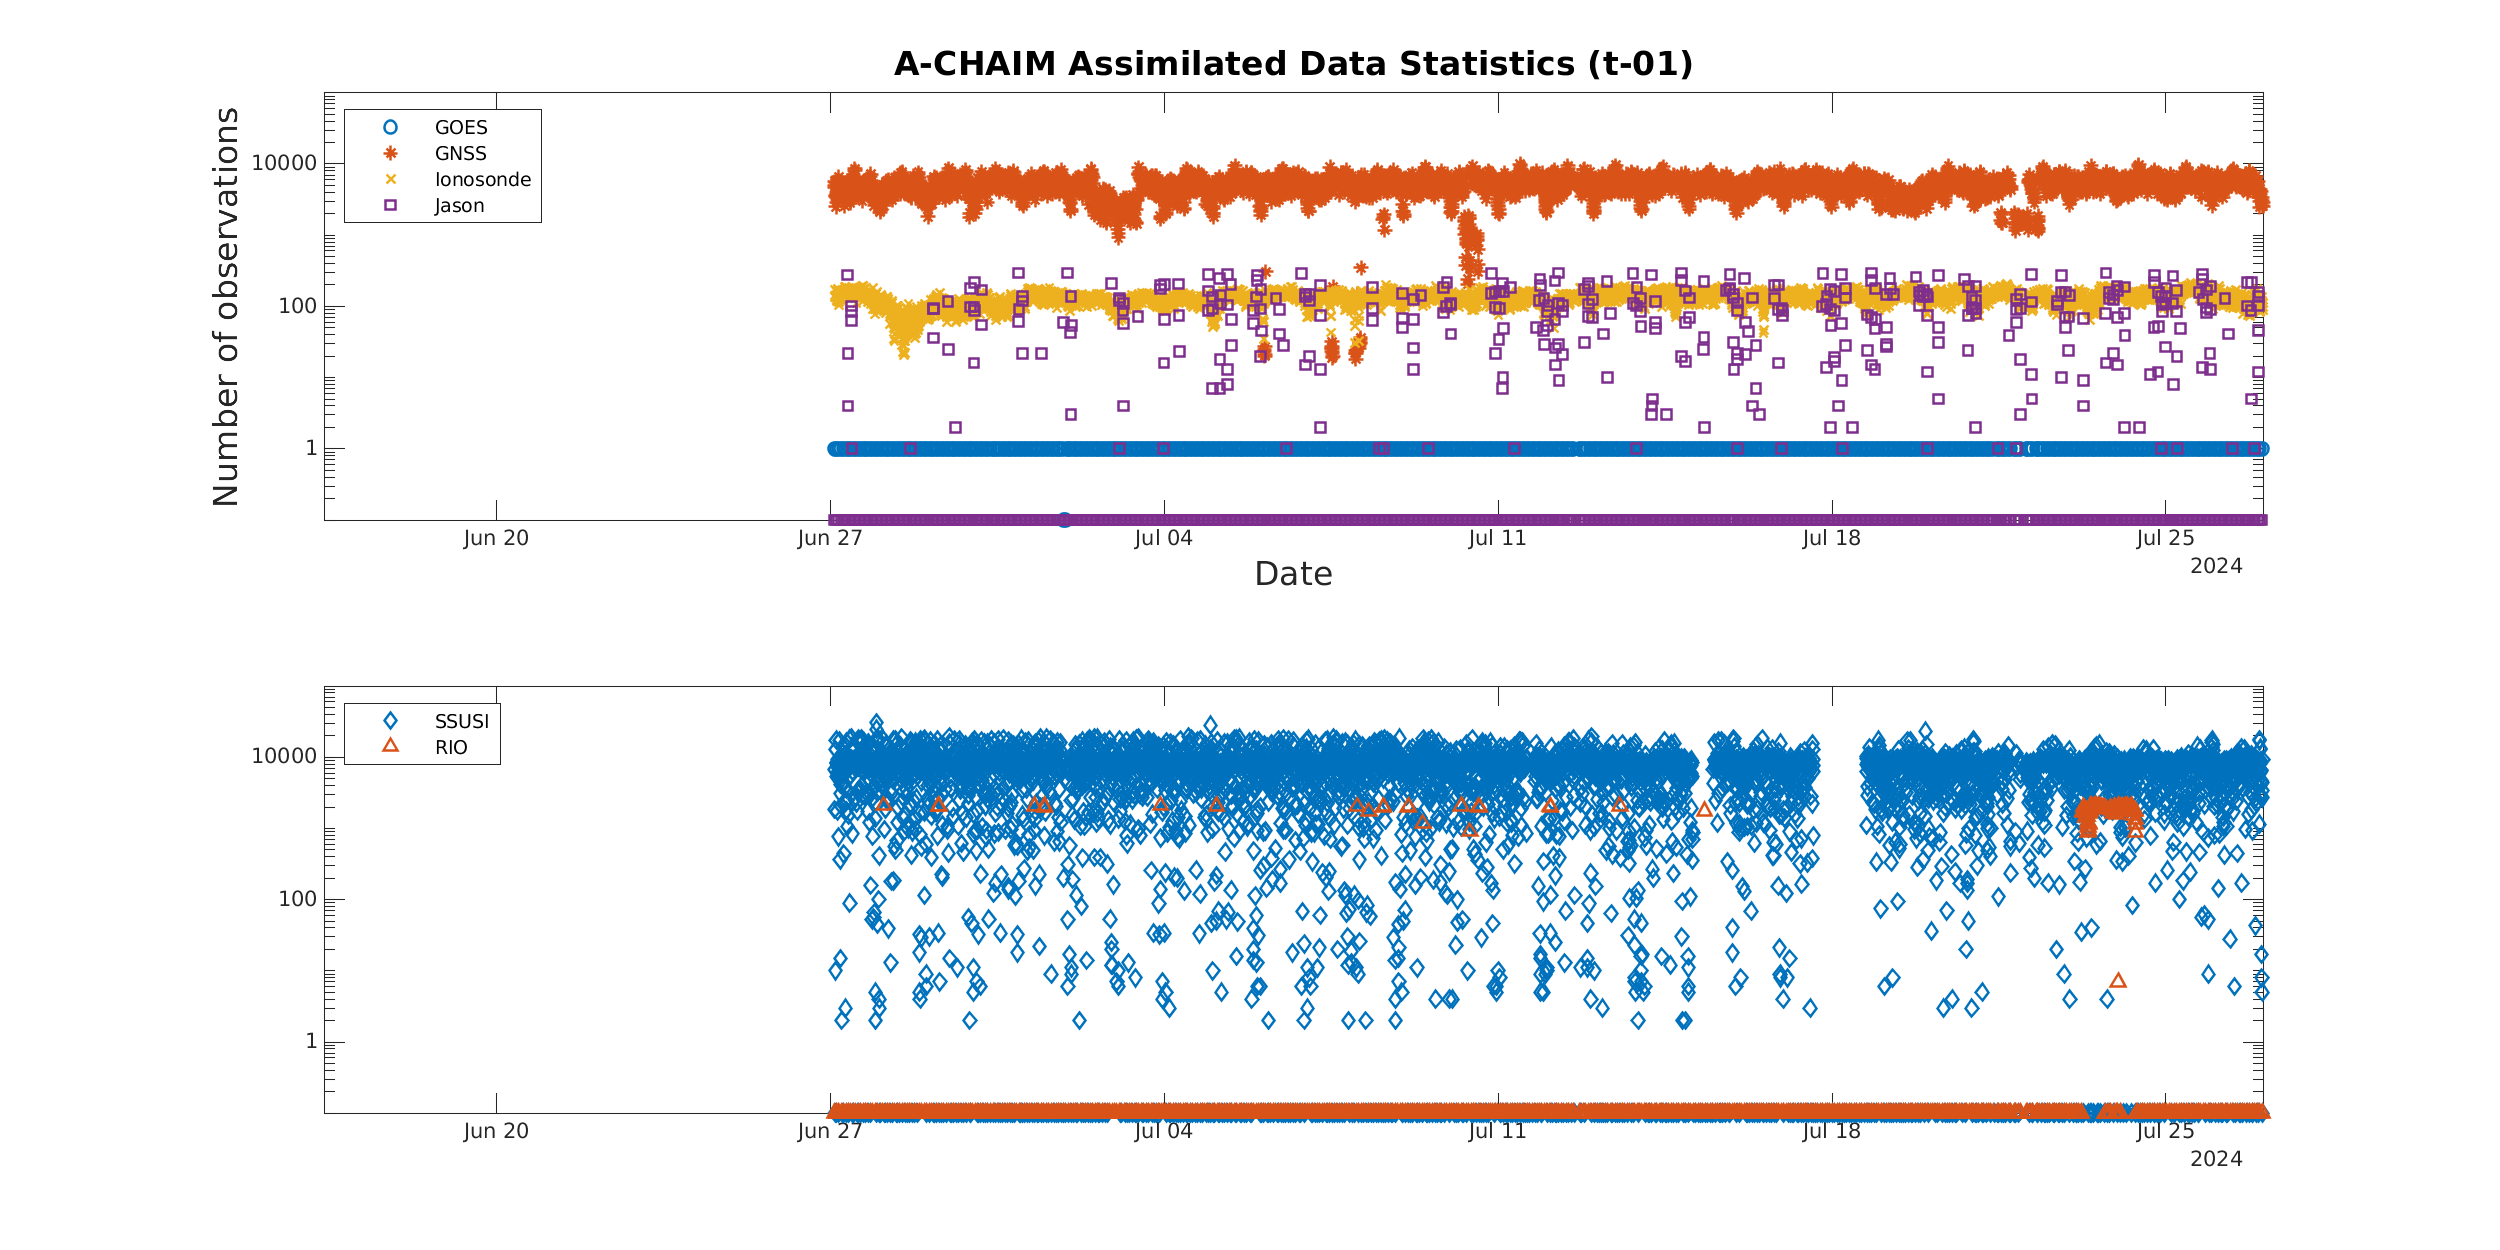 A-CHAIM Assimilated Data Statistics (t-01)
Number of observations
10000
100
1
GOES
GNSS
Ionosonde
Jason
Jun 20
Jun 27
Jul 04
Jul 11
Jul 18
Jul 25
2024
Date
10000
100
1
SSUSI
RIO
Jun 20
Jun 27
Jul 04
Jul 11
Jul 18
Jul 25
2024